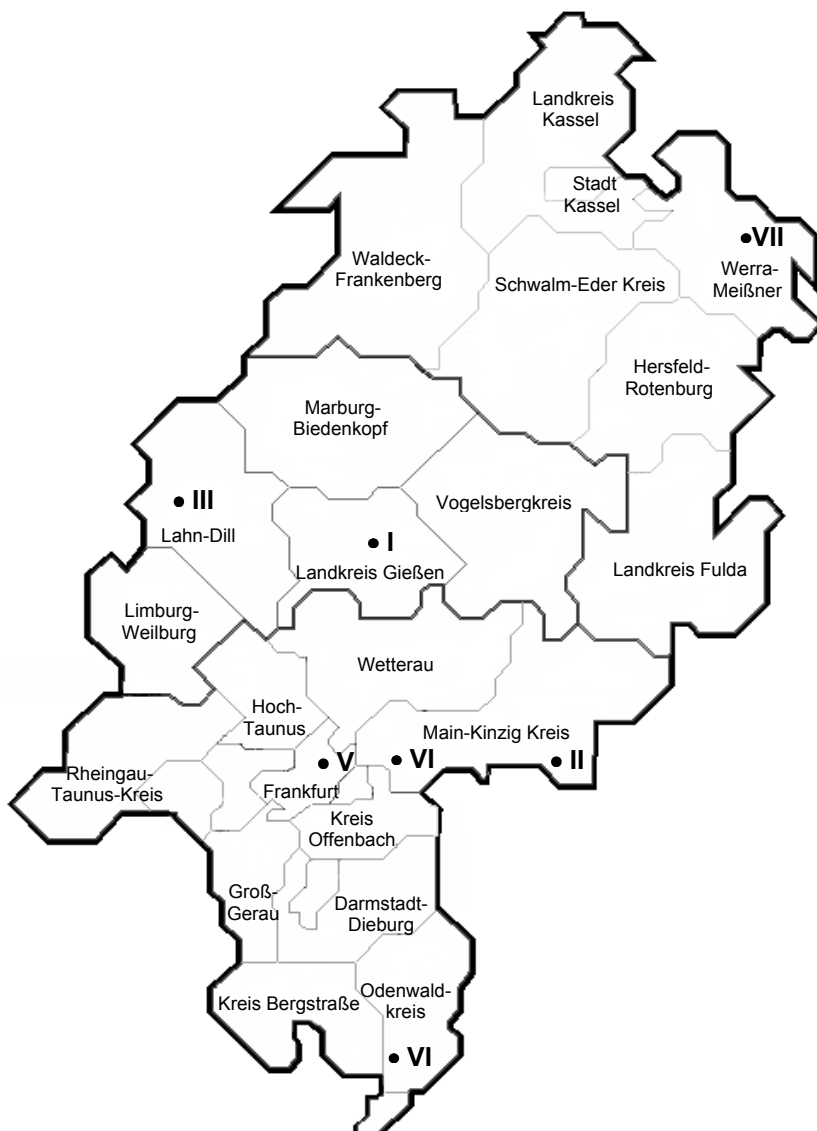 Landkreis
Kassel
Stadt
Kassel
VII
Waldeck-
Frankenberg
Werra-
Meißner
Schwalm-Eder Kreis
Hersfeld-
Rotenburg
Marburg-
Biedenkopf
III
Vogelsbergkreis
Lahn-Dill
I
Landkreis Gießen
Landkreis Fulda
Limburg-
Weilburg
Wetterau
Hoch-
Taunus
Main-Kinzig Kreis
V
VI
II
Rheingau-
Taunus-Kreis
Frankfurt
Kreis
Offenbach
Groß-
Gerau
Darmstadt-
Dieburg
Kreis Bergstraße
Odenwald-
kreis
VI